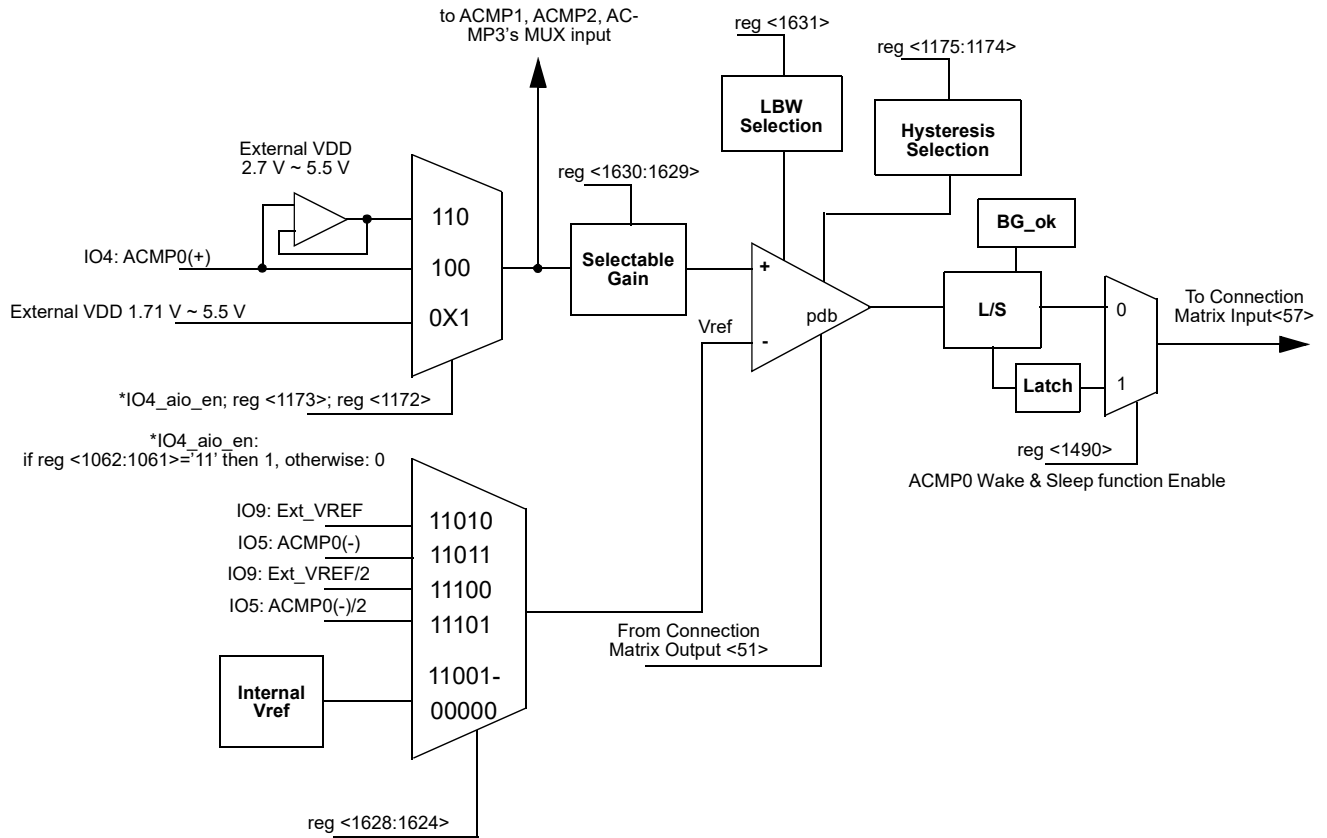 to ACMP1, ACMP2, AC-
MP3's MUX input
reg <1631>
reg <1175:1174>
LBW
Selection
Hysteresis
Selection
External VDD
2.7 V ~ 5.5 V
reg <1630:1629>
110
BG_ok
IO4: ACMP0(+)
100
Selectable
Gain
+
To Connection
Matrix Input<57>
External VDD 1.71 V ~ 5.5 V
0X1
L/S
0
pdb
Vref
-
Latch
1
*IO4_aio_en; reg <1173>; reg <1172>
*IO4_aio_en:
if reg <1062:1061>='11' then 1, otherwise: 0
reg <1490>
ACMP0 Wake & Sleep function Enable
IO9: Ext_VREF
11010
IO5: ACMP0(-)
11011
IO9: Ext_VREF/2
11100
IO5: ACMP0(-)/2
11101
From Connection
Matrix Output <51>
11001-
00000
Internal
Vref
reg <1628:1624>